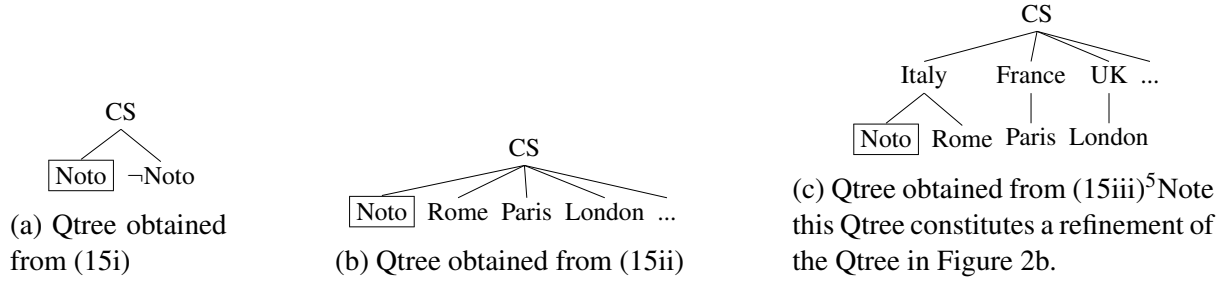 CS
Noto ¬Noto
(a) Qtree obtained
from (15i)
CS
Noto Rome Paris London ...
(b) Qtree obtained from (15ii)
CS
Italy France UK ...
Noto Rome Paris London
(c) Qtree obtained from (15iii)⁵Note
this Qtree constitutes a refinement of
the Qtree in Figure 2b.